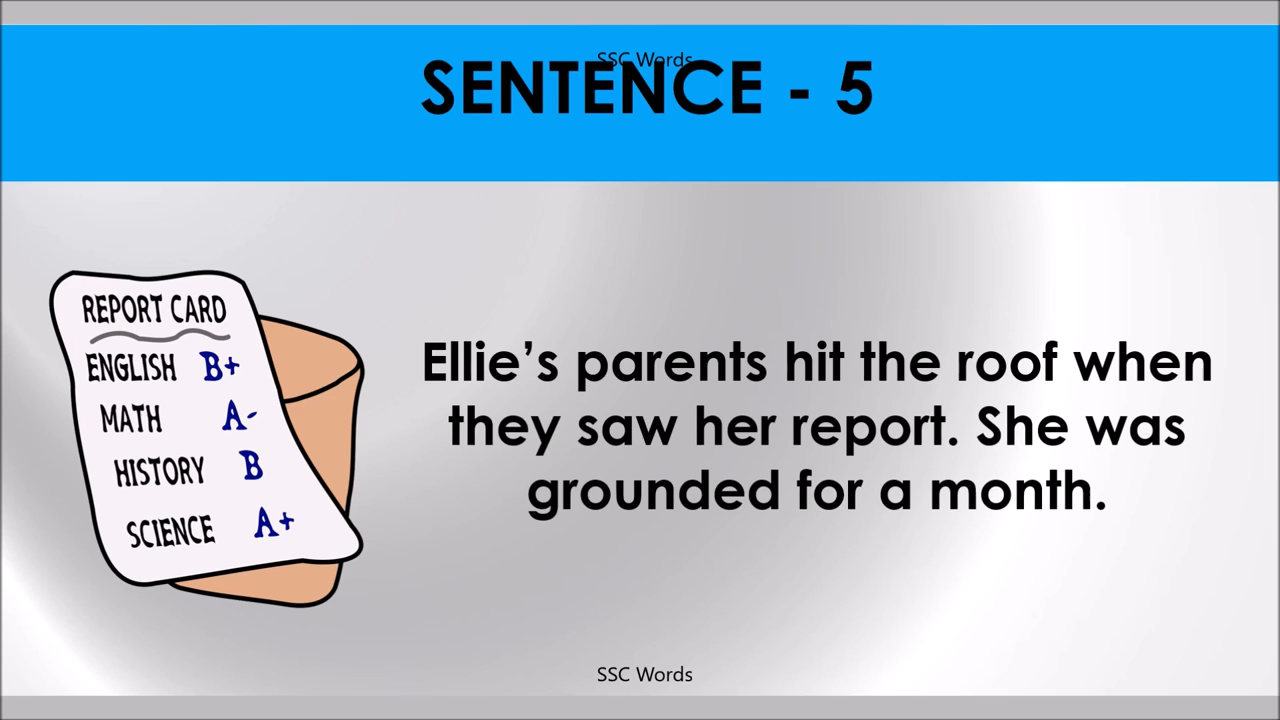 SSC Words
SENTENCE - 5
REPORT CARD
ENGLISH B+
MATH A-
HISTORY B
SCIENCE A+
Ellie’s parents hit the roof when
they saw her report. She was
grounded for a month.
SSC Words